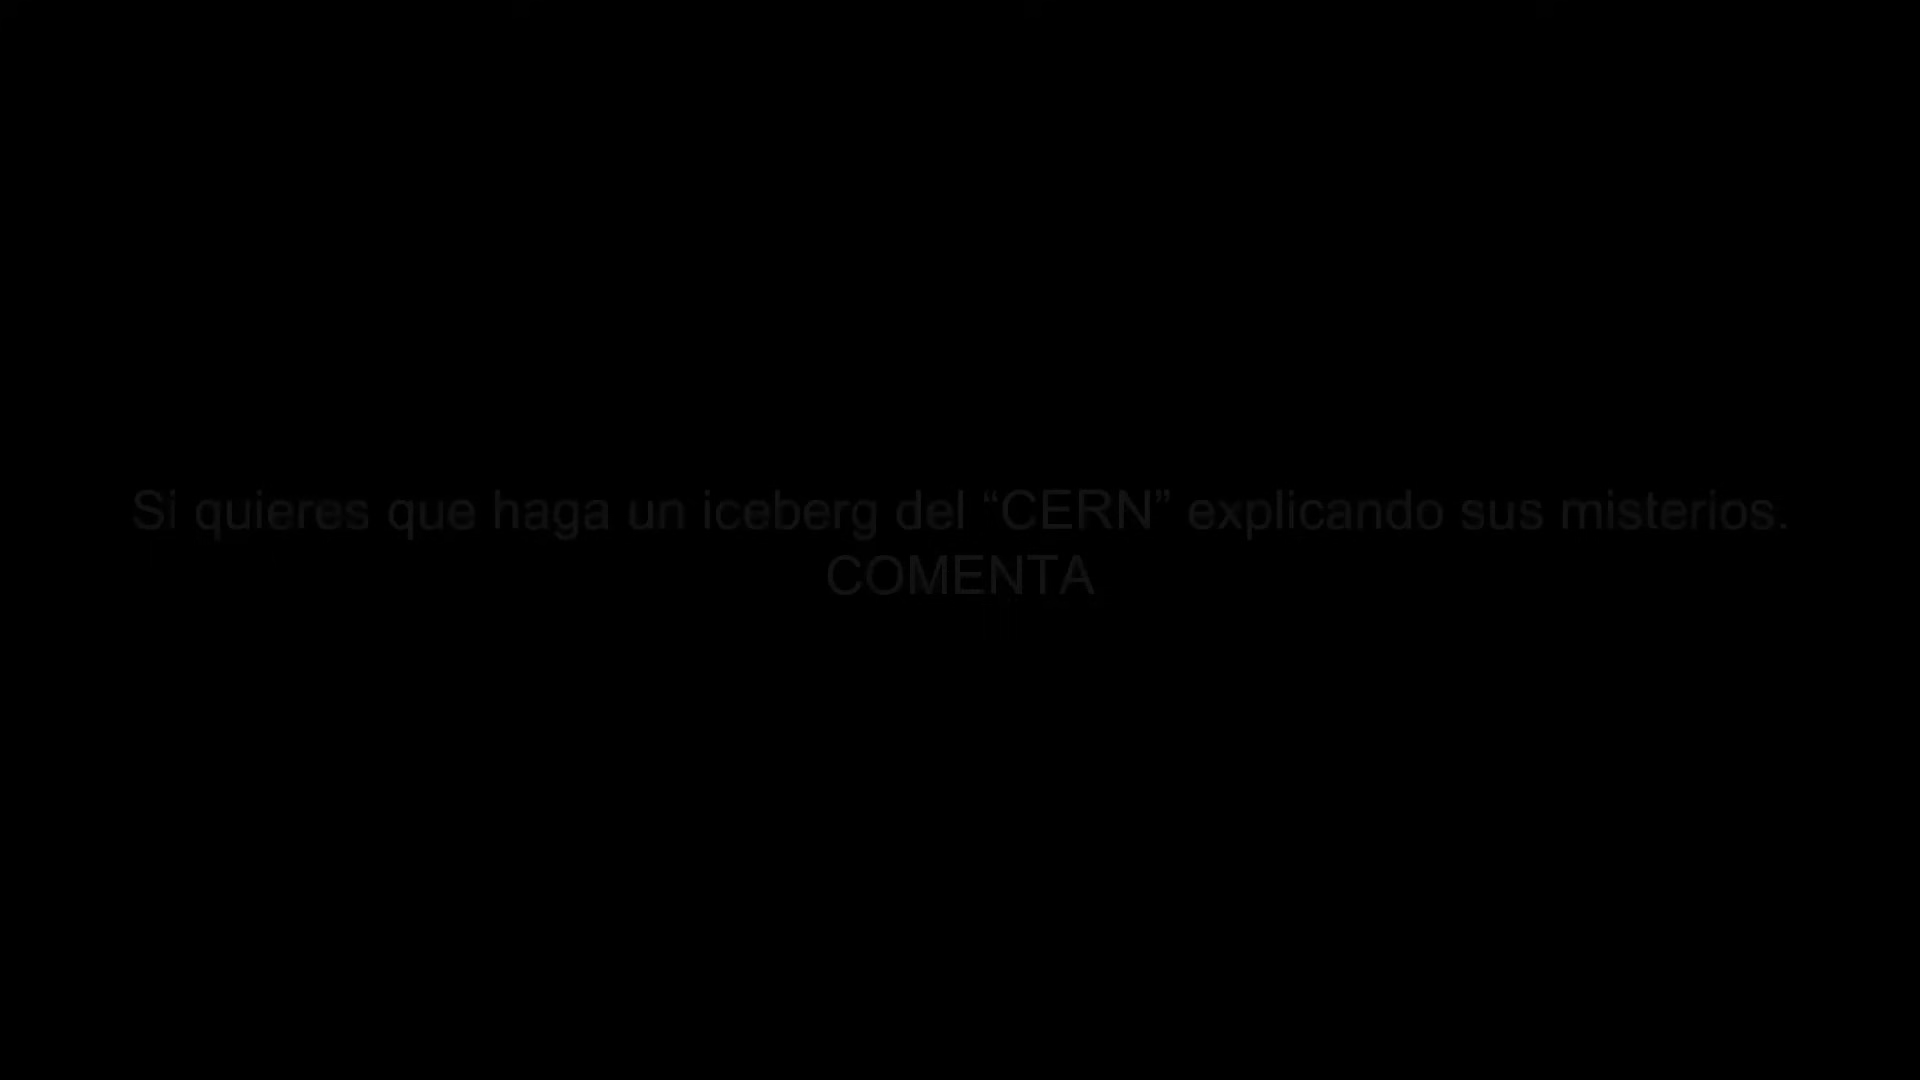 Si quieres que haga un iceberg del “CERN” explicando sus misterios.
COMENTA